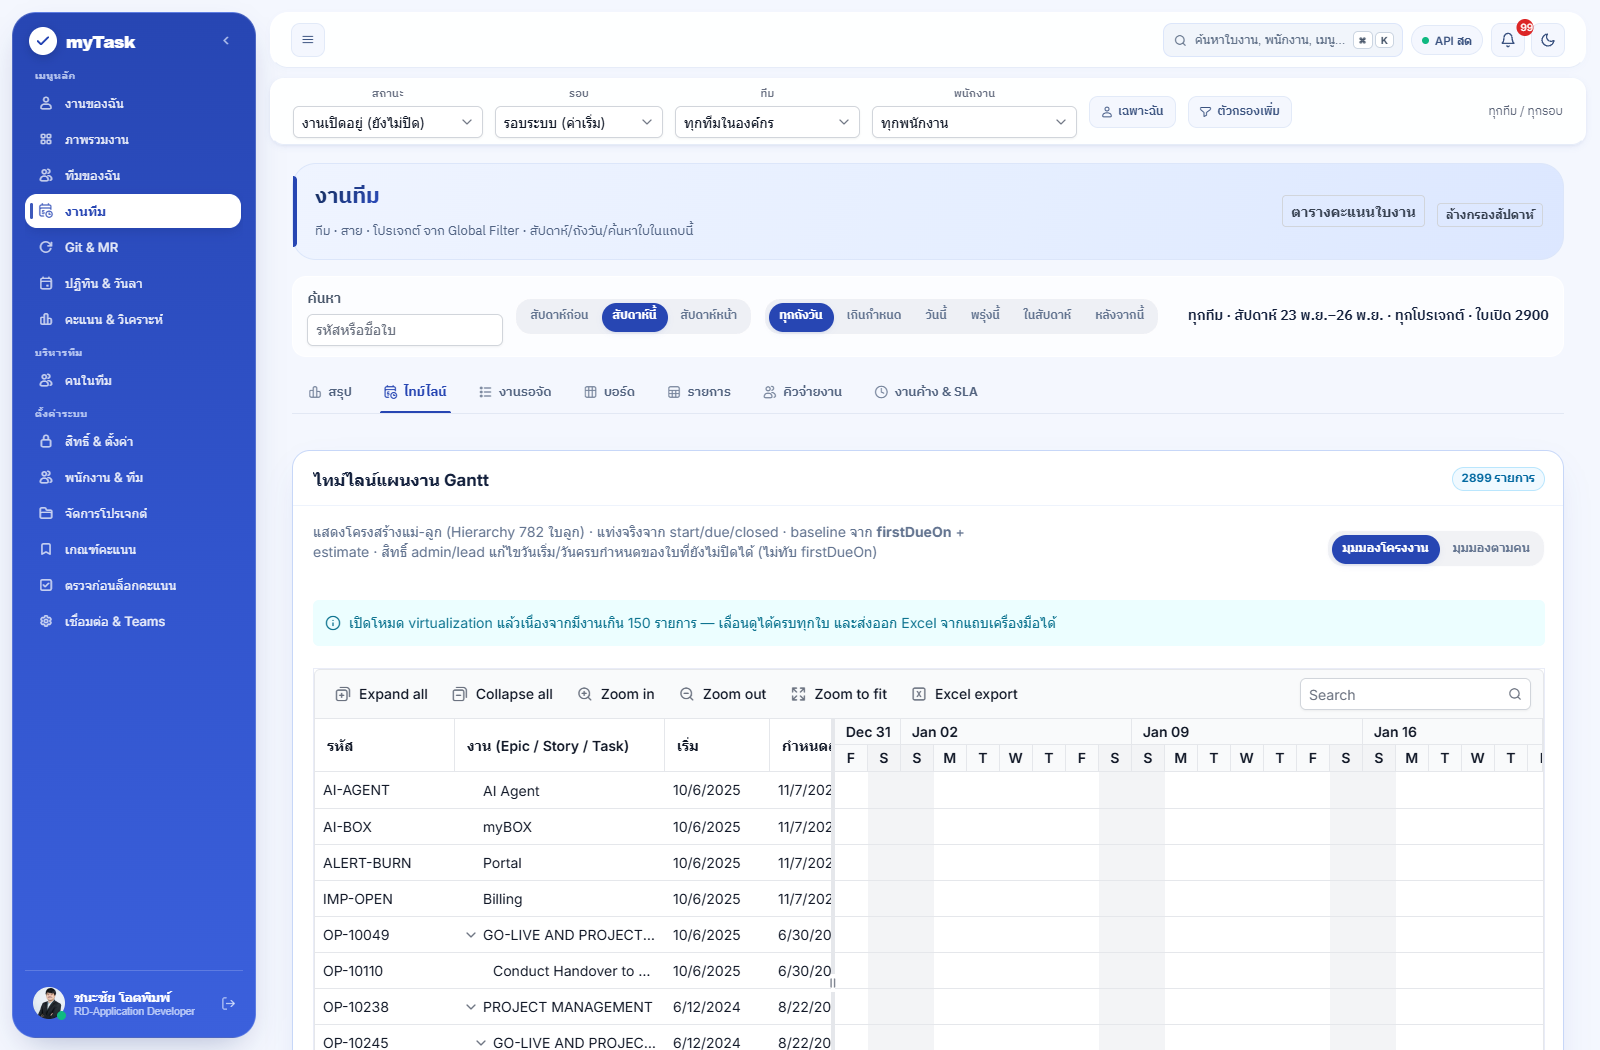 myTask
เมนูหลัก
งานของฉัน
ภาพรวมงาน
ทีมของฉัน
งานทีม
Git & MR
ปฏิทิน & วันลา
คะแนน & วิเคราะห์
บริหารทีม
คนในทีม
ตั้งค่าระบบ
สิทธิ์ & ตั้งค่า
พนักงาน & ทีม
จัดการโปรเจกต์
เกณฑ์คะแนน
ตรวจก่อนล็อกคะแนน
เชื่อมต่อ & Teams
ชนะชัย โอตพิมพ์
RD-Application Developer
ค้นหาใบงาน, พนักงาน, เมนู... ⌘ K
API สด
99
สถานะ รอบ ทีม พนักงาน
งานเปิดอยู่ (ยังไม่ปิด) รอบระบบ (ค่าเริ่ม) ทุกทีมในองค์กร ทุกพนักงาน เฉพาะฉัน ตัวกรองเพิ่ม ทุกทีม / ทุกรอบ
งานทีม
ทีม · สาย · โปรเจกต์ จาก Global Filter · สัปดาห์/ถังวัน/ค้นหาใบในแถบนี้
ตารางคะแนนใบงาน ล้างกรองสัปดาห์
ค้นหา
รหัสหรือชื่อใบ
สัปดาห์ก่อน สัปดาห์นี้ สัปดาห์หน้า ทุกถังวัน เกินกำหนด วันนี้ พรุ่งนี้ ในสัปดาห์ หลังจากนี้ ทุกทีม · สัปดาห์ 23 พ.ย.–26 พ.ย. · ทุกโปรเจกต์ · ใบเปิด 2900
สรุป ไทม์ไลน์ งานรอจัด บอร์ด รายการ คิวจ่ายงาน งานค้าง & SLA
ไทม์ไลน์แผนงาน Gantt 2899 รายการ
แสดงโครงสร้างแม่-ลูก (Hierarchy 782 ใบลูก) · แท่งจริงจาก start/due/closed · baseline จาก firstDueOn +
estimate · สิทธิ์ admin/lead แก้ไขวันเริ่ม/วันครบกำหนดของใบที่ยังไม่ปิดได้ (ไม่ทับ firstDueOn)
มุมมองโครงงาน มุมมองตามคน
เปิดโหมด virtualization แล้วเนื่องจากมีงานเกิน 150 รายการ — เลื่อนดูได้ครบทุกใบ และส่งออก Excel จากแถบเครื่องมือได้
Expand all Collapse all Zoom in Zoom out Zoom to fit Excel export Search
รหัส งาน (Epic / Story / Task) เริ่ม
Dec 31 Jan 02 Jan 09 Jan 16
F S S M T W T F S S M T W T F S S M T W T
AI-AGENT AI Agent 10/6/2025 11/7/202
AI-BOX myBOX 10/6/2025 11/7/202
ALERT-BURN Portal 10/6/2025 11/7/202
IMP-OPEN Billing 10/6/2025 11/7/202
OP-10049 GO-LIVE AND PROJECT... 10/6/2025 6/30/20
OP-10110 Conduct Handover to ... 10/6/2025 6/30/20
OP-10238 PROJECT MANAGEMENT 6/12/2024 8/22/20
OP-10245 GO-LIVE AND PROJEC... 6/12/2024 8/22/20